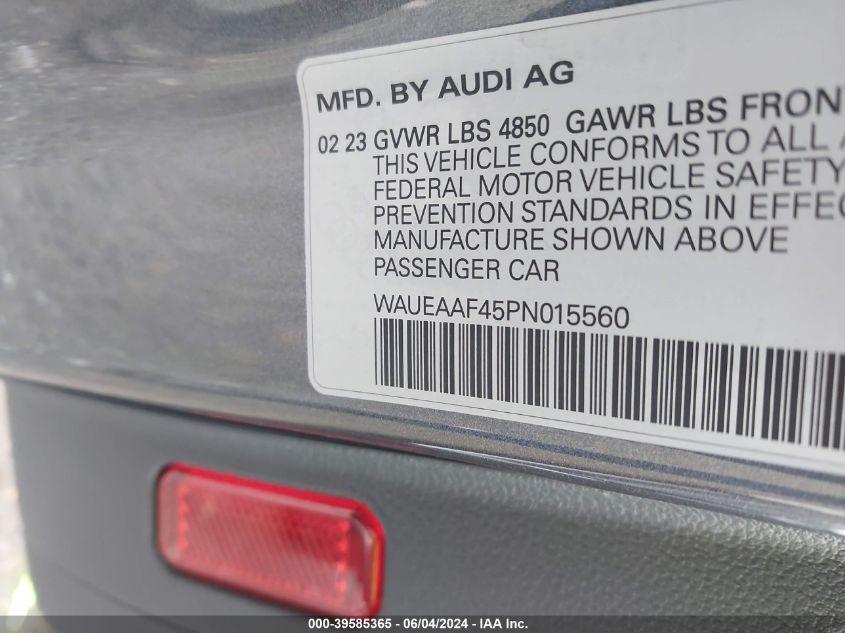 MFD. BY AUDI AG
02 23 GVWR LBS 4850 GAWR LBS FRON
THIS VEHICLE CONFORMS TO ALL A
FEDERAL MOTOR VEHICLE SAFETY
PREVENTION STANDARDS IN EFFEC
MANUFACTURE SHOWN ABOVE
PASSENGER CAR
WAUEAAF45PN015560
000-39585365 - 06/04/2024 - IAA Inc.